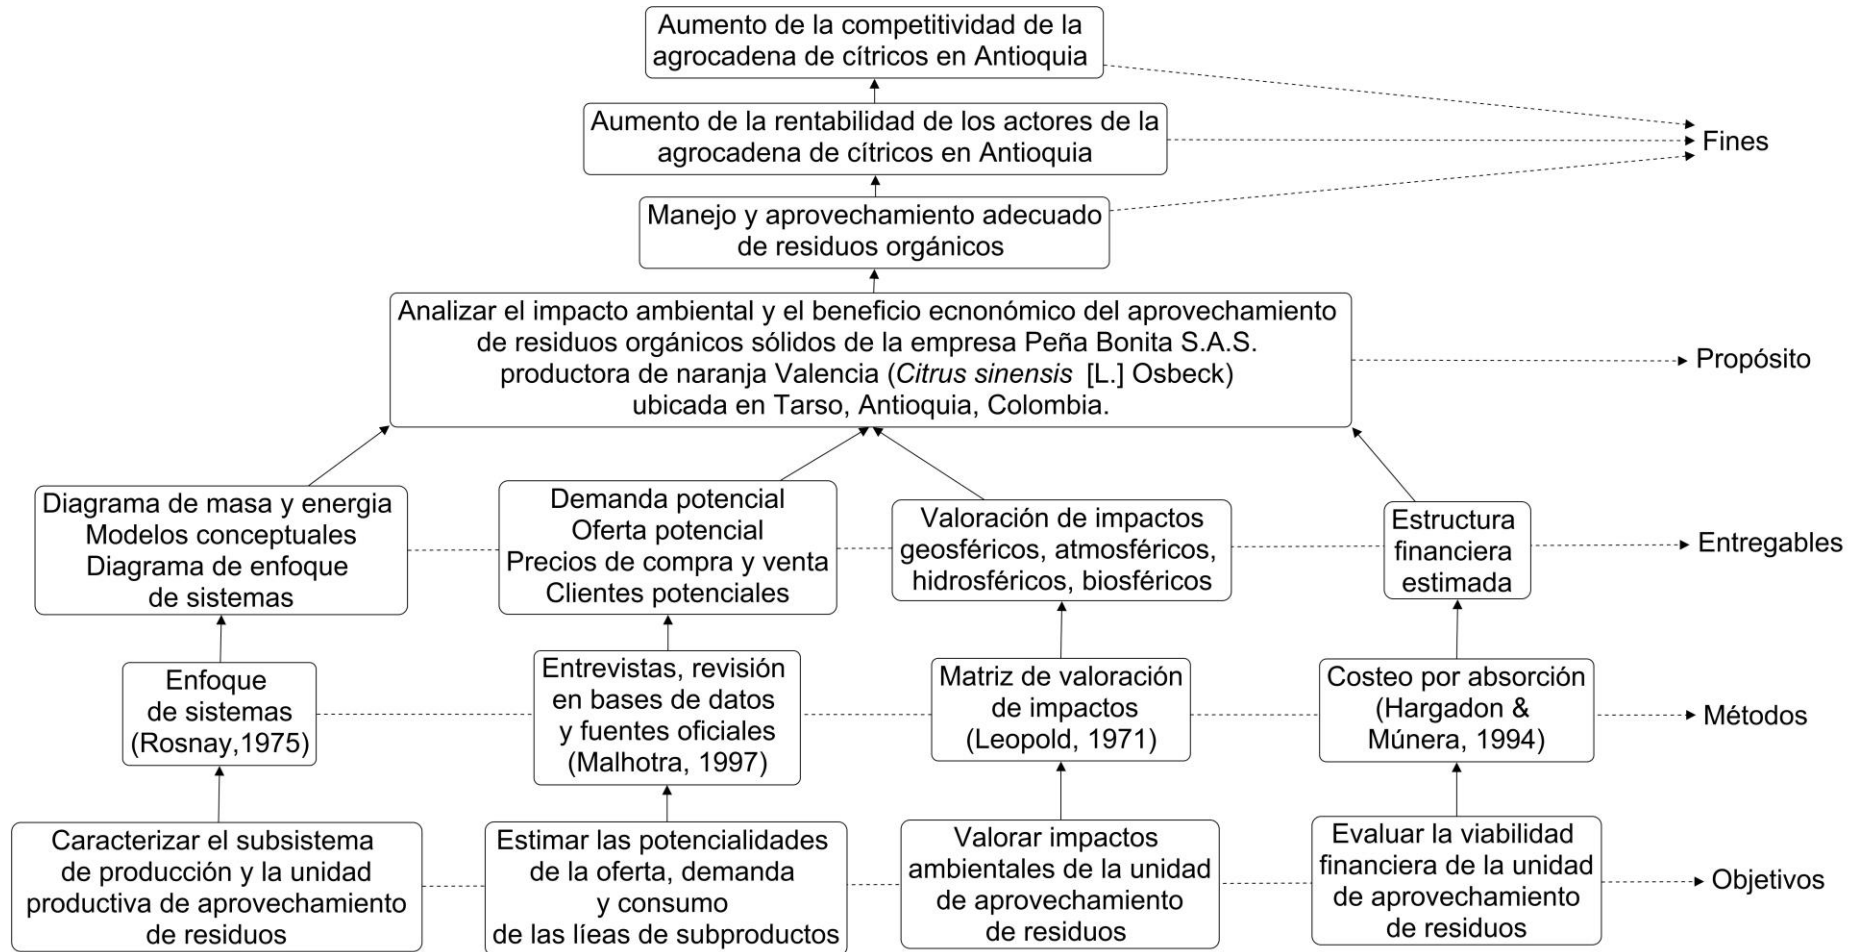 Aumento de la competitividad de la
agrocadena de cítricos en Antioquia
Aumento de la rentabilidad de los actores de la
agrocadena de cítricos en Antioquia
Fines
Manejo y aprovechamiento adecuado
de residuos orgánicos
Analizar el impacto ambiental y el beneficio ecnonómico del aprovechamiento
de residuos orgánicos sólidos de la empresa Peña Bonita S.A.S.
productora de naranja Valencia (Citrus sinensis [L.] Osbeck)
ubicada en Tarso, Antioquia, Colombia.
Propósito
Diagrama de masa y energia
Modelos conceptuales
Diagrama de enfoque
de sistemas
Demanda potencial
Oferta potencial
Precios de compra y venta
Clientes potenciales
Valoración de impactos
geosféricos, atmosféricos,
hidrosféricos, biosféricos
Estructura
financiera
estimada
Entregables
Enfoque
de sistemas
(Rosnay,1975)
Entrevistas, revisión
en bases de datos
y fuentes oficiales
(Malhotra, 1997)
Matriz de valoración
de impactos
(Leopold, 1971)
Costeo por absorción
(Hargadon &
Múnera, 1994)
Métodos
Caracterizar el subsistema
de producción y la unidad
productiva de aprovechamiento
de residuos
Estimar las potencialidades
de la oferta, demanda
y consumo
de las líeas de subproductos
Valorar impactos
ambientales de la unidad
de aprovechamiento
de residuos
Evaluar la viabilidad
financiera de la unidad
de aprovechamiento
de residuos
Objetivos